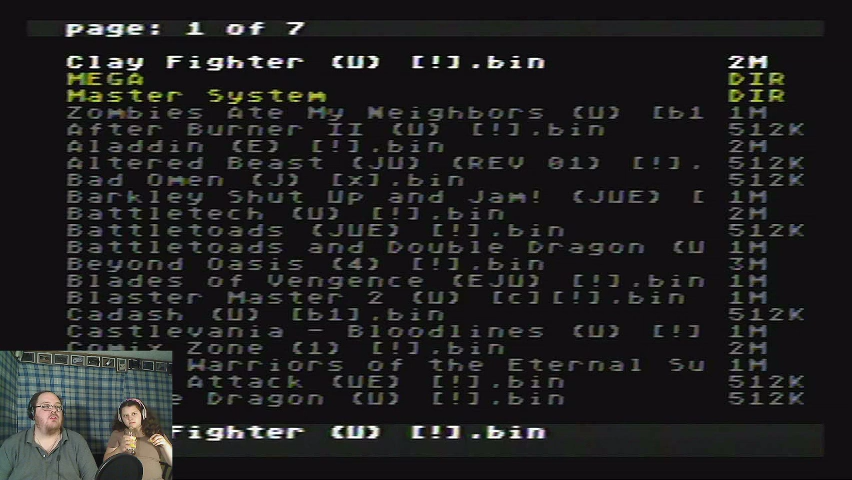 page: 1 of 7
Clay Fighter (U) [!].bin 2M
MEGA DIR
Master System DIR
Zombies Ate My Neighbors (U) [b1 1M
After Burner II (U) [!].bin 512K
Aladdin (E) [!].bin 2M
Altered Beast (JU) (REV 01) [!]. 512K
Bad Omen (J) [x].bin 512K
Barkley Shut Up and Jam! (JUE) [ 1M
Battletech (U) [!].bin 2M
Battletoads (JUE) [!].bin 512K
Battletoads and Double Dragon (U 1M
Beyond Oasis (4) [!].bin 3M
Blades of Vengence (EJU) [!].bin 1M
Blaster Master 2 (U) [c][!].bin 1M
Cadash (U) [b1].bin 512K
Castlevania - Bloodlines (U) [!] 1M
Comix Zone (1) [!].bin 2M
Warriors of the Eternal Su 1M
Attack (UE) [!].bin 512K
Dragon (U) [!].bin 512K
Fighter (U) [!].bin